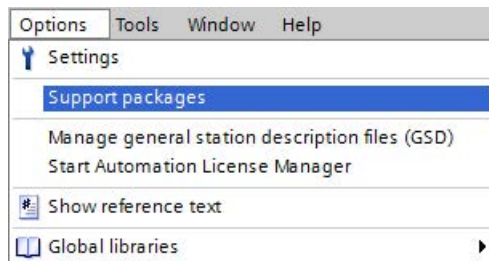 Options Tools Window Help
Settings
Support packages
Manage general station description files (GSD)
Start Automation License Manager
Show reference text
Global libraries